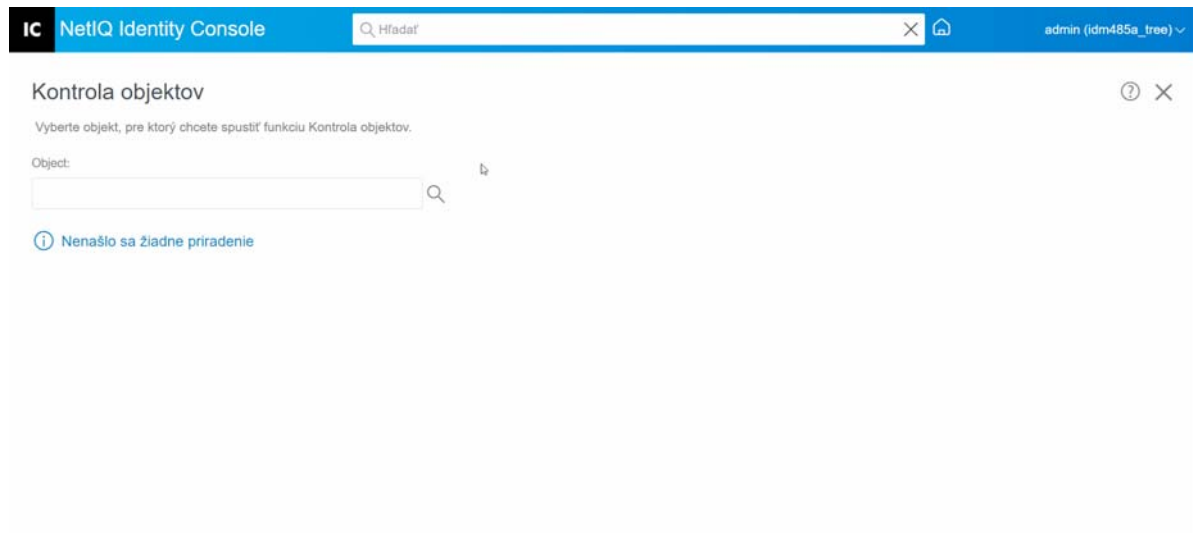 IC NetIQ Identity Console Hľadať admin (idm485a_tree)
Kontrola objektov
Vyberte objekt, pre ktorý chcete spustiť funkciu Kontrola objektov.
Object:
Nenašlo sa žiadne priradenie